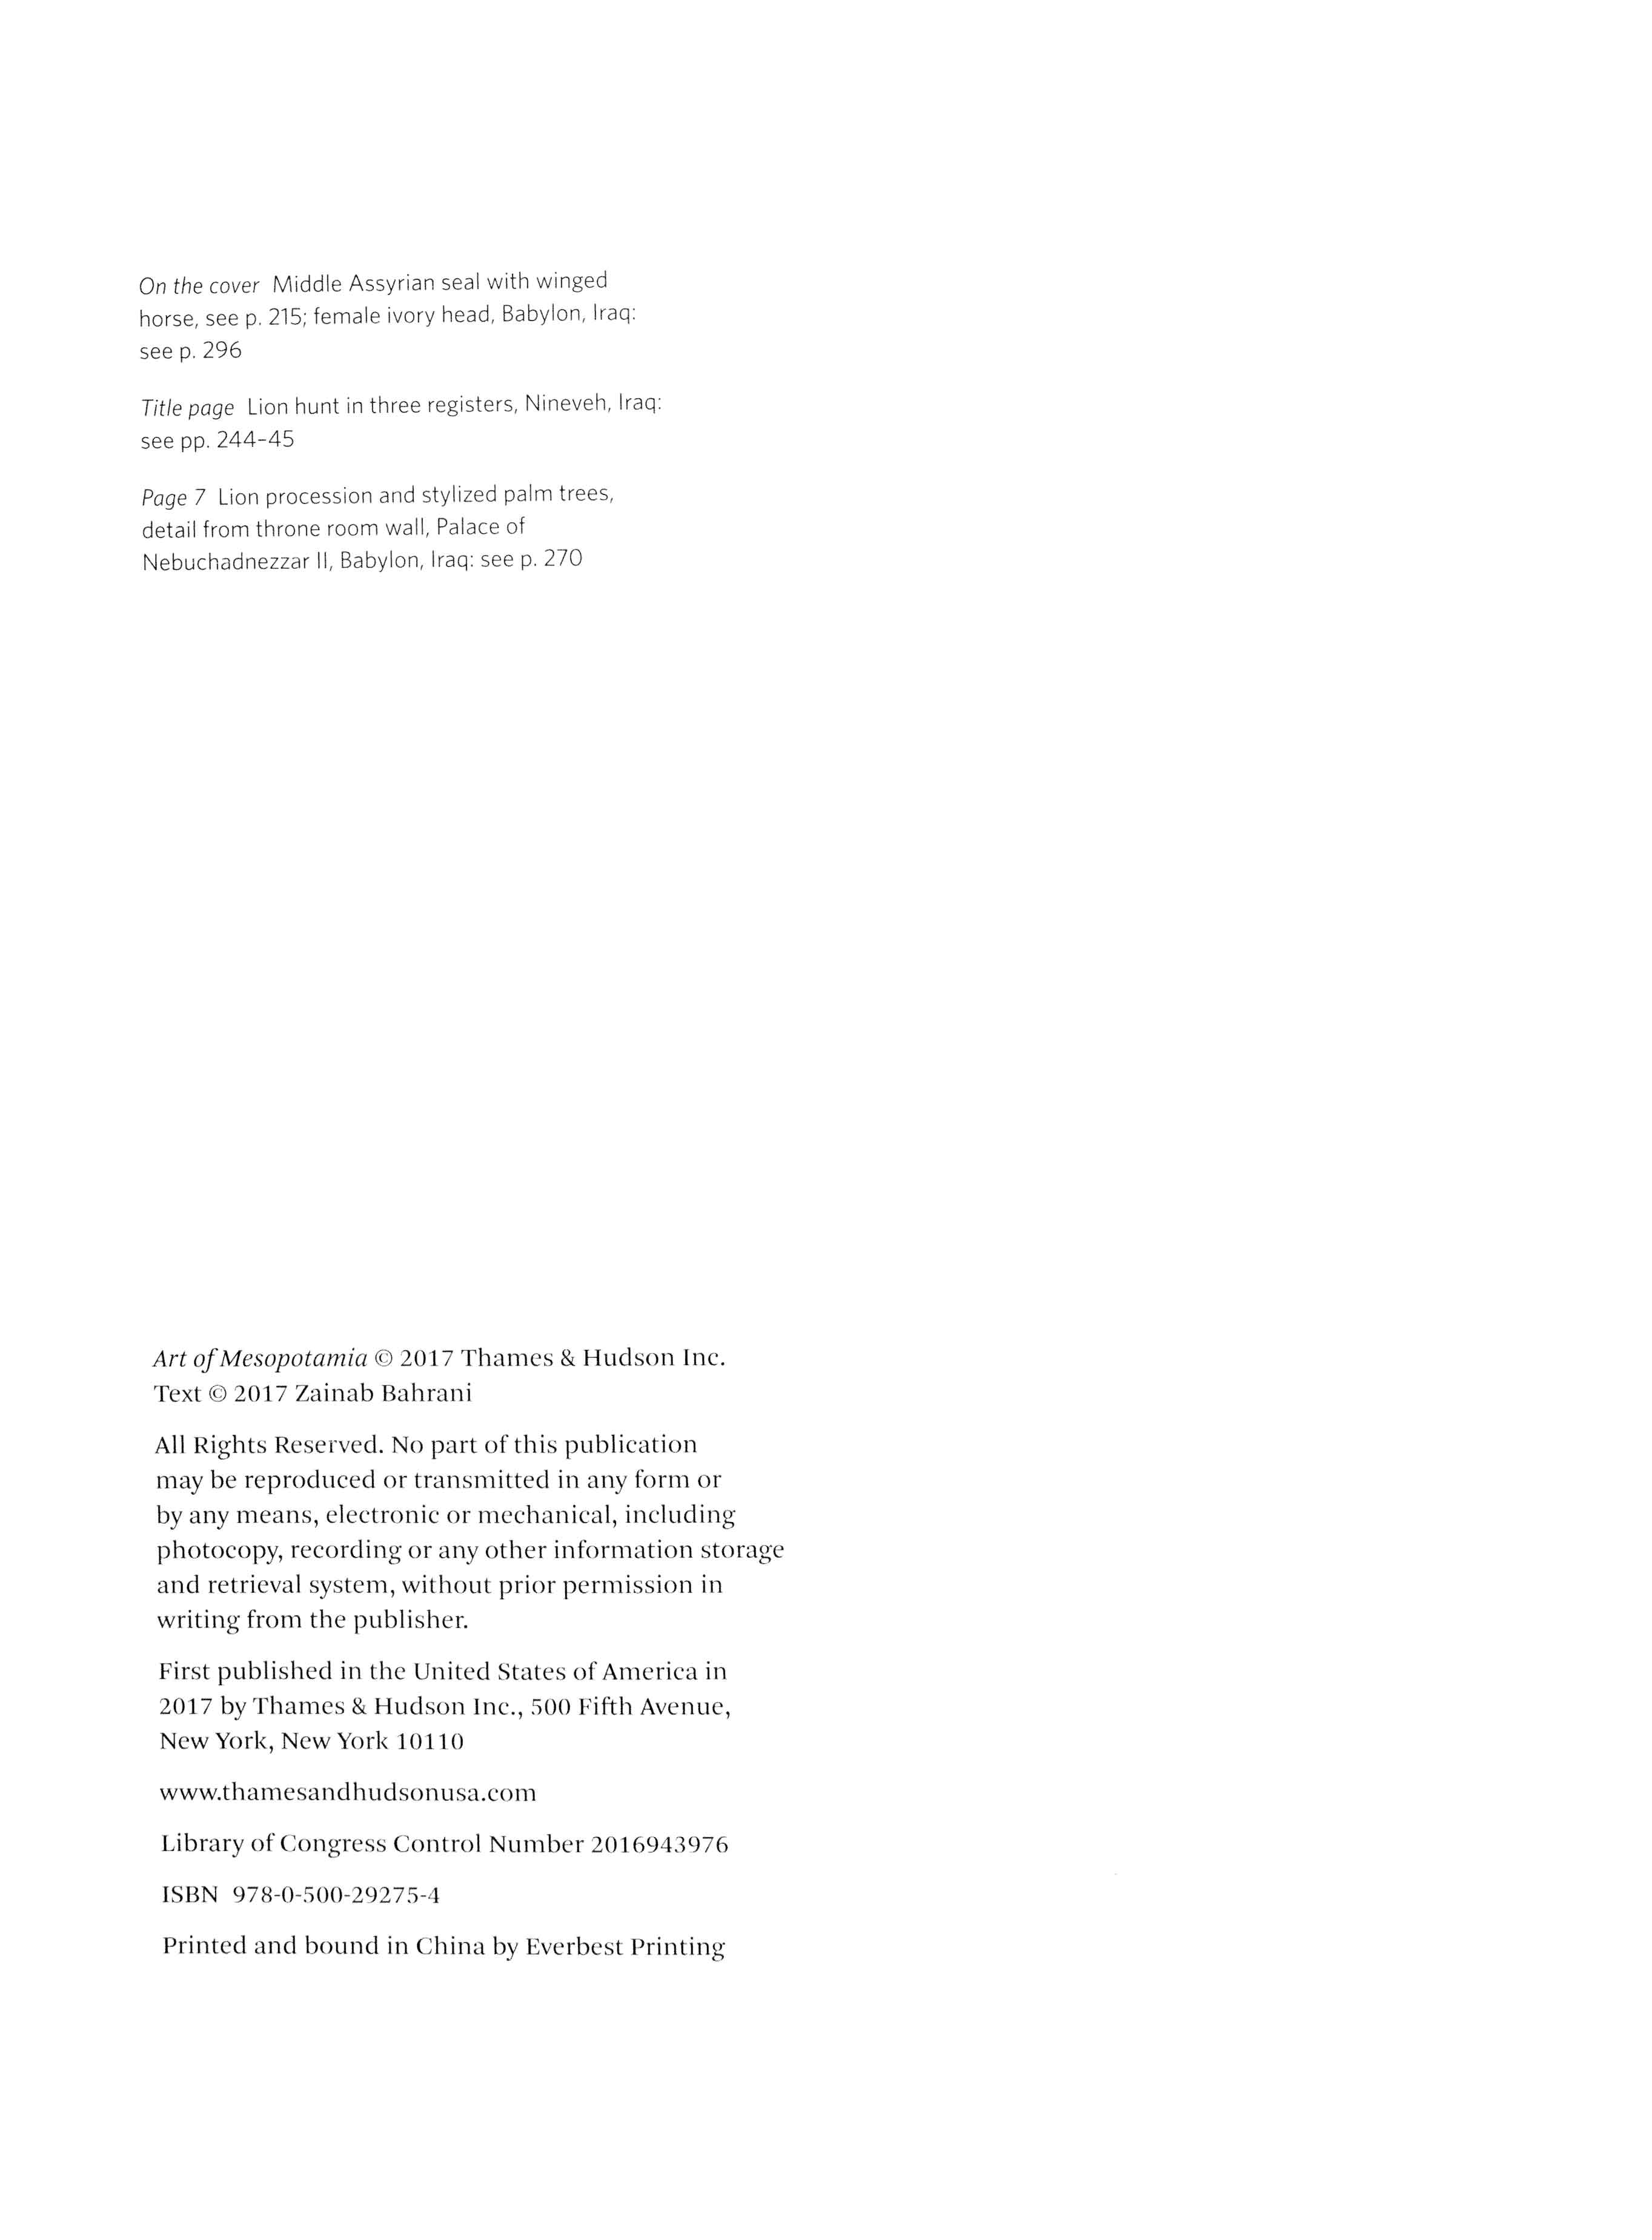 On the cover Middle Assyrian seal with winged
horse, see p. 215; female ivory head, Babylon, Iraq:
see p. 296
Title page Lion hunt in three registers, Nineveh, Iraq:
see pp. 244–45
Page 7 Lion procession and stylized palm trees,
detail from throne room wall, Palace of
Nebuchadnezzar II, Babylon, Iraq: see p. 270
Art of Mesopotamia © 2017 Thames & Hudson Inc.
Text © 2017 Zainab Bahrani
All Rights Reserved. No part of this publication
may be reproduced or transmitted in any form or
by any means, electronic or mechanical, including
photocopy, recording or any other information storage
and retrieval system, without prior permission in
writing from the publisher.
First published in the United States of America in
2017 by Thames & Hudson Inc., 500 Fifth Avenue,
New York, New York 10110
www.thamesandhudsonusa.com
Library of Congress Control Number 2016943976
ISBN 978-0-500-29275-4
Printed and bound in China by Everbest Printing